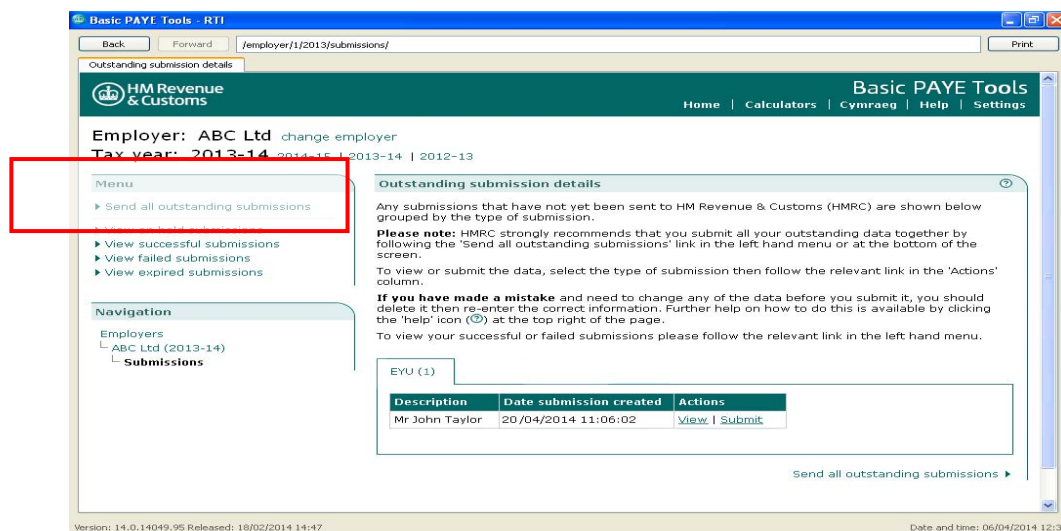 Basic PAYE Tools - RTI
Back Forward /employer/1/2013/submissions/ Print
Outstanding submission details
HM Revenue
& Customs
Basic PAYE Tools
Home | Calculators | Cymraeg | Help | Settings
Employer: ABC Ltd change employer
Tax year: 2013-14 2014-15 | 2013-14 | 2012-13
Menu
Send all outstanding submissions
View on hold submissions
View successful submissions
View failed submissions
View expired submissions
Navigation
Employers
ABC Ltd (2013-14)
Submissions
Outstanding submission details
Any submissions that have not yet been sent to HM Revenue & Customs (HMRC) are shown below
grouped by the type of submission.
Please note: HMRC strongly recommends that you submit all your outstanding data together by
following the 'Send all outstanding submissions' link in the left hand menu or at the bottom of the
screen.
To view or submit the data, select the type of submission then follow the relevant link in the 'Actions'
column.
If you have made a mistake and need to change any of the data before you submit it, you should
delete it then re-enter the correct information. Further help on how to do this is available by clicking
the 'help' icon (?) at the top right of the page.
To view your successful or failed submissions please follow the relevant link in the left hand menu.
EYU (1)
Description Date submission created Actions
Mr John Taylor 20/04/2014 11:06:02 View | Submit
Send all outstanding submissions
Version: 14.0.14049.95 Released: 18/02/2014 14:47
Date and time: 06/04/2014 12:3